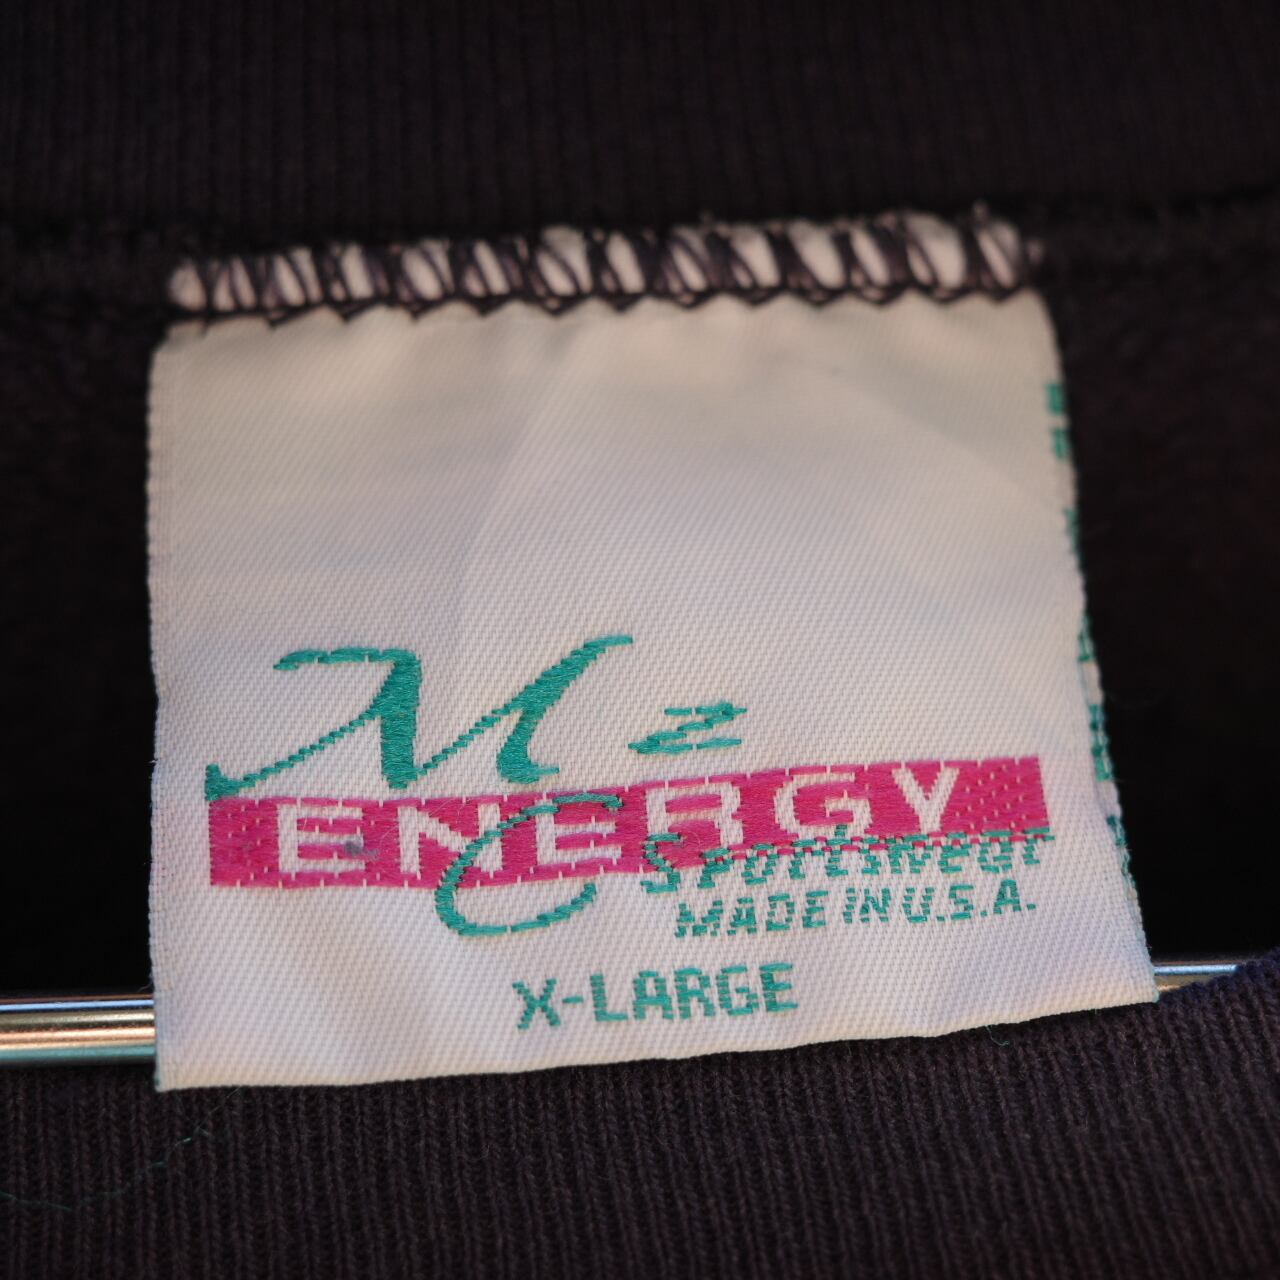 Mz
ENERGY
C Sportswear
MADE IN U.S.A.
X-LARGE